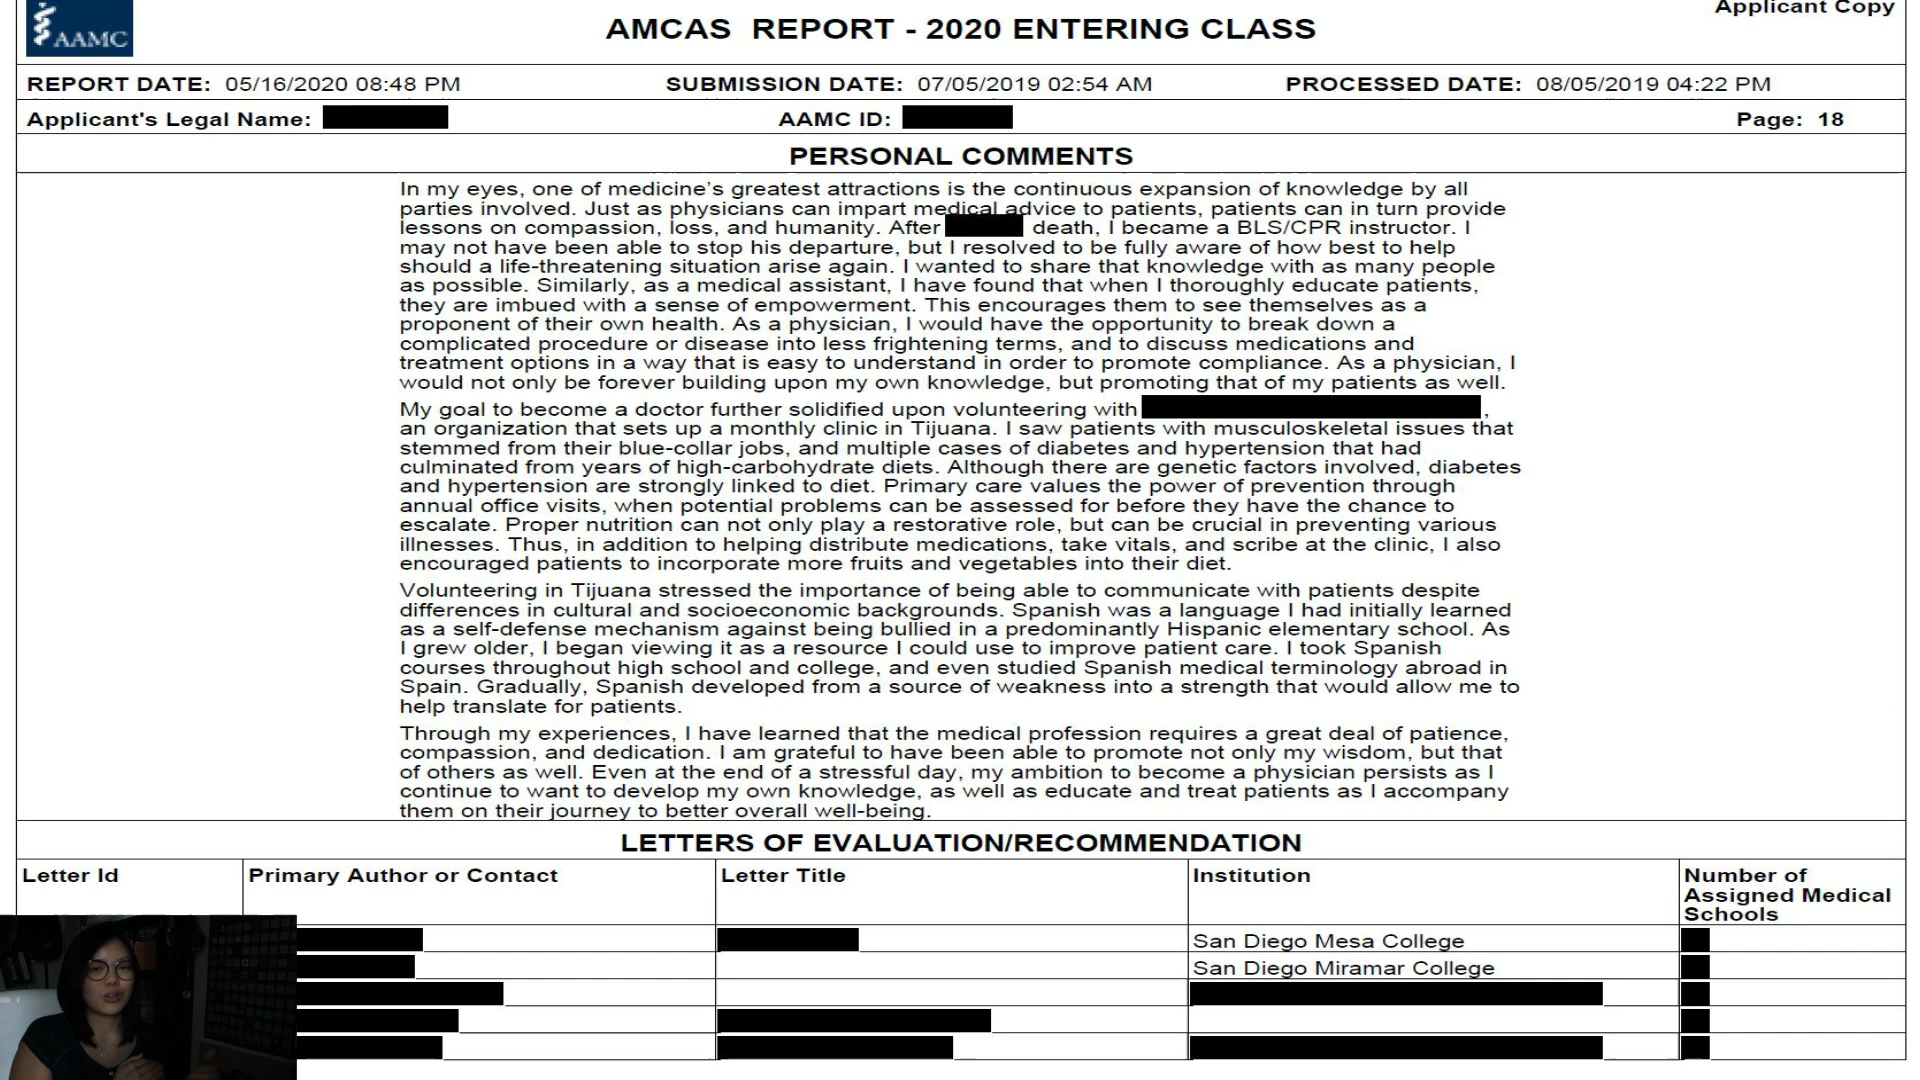 Applicant Copy
AAMC
AMCAS REPORT - 2020 ENTERING CLASS
REPORT DATE: 05/16/2020 08:48 PM SUBMISSION DATE: 07/05/2019 02:54 AM PROCESSED DATE: 08/05/2019 04:22 PM
Applicant's Legal Name: AAMC ID: Page: 18
PERSONAL COMMENTS
In my eyes, one of medicine's greatest attractions is the continuous expansion of knowledge by all
parties involved. Just as physicians can impart medical advice to patients, patients can in turn provide
lessons on compassion, loss, and humanity. After death, I became a BLS/CPR instructor. I
may not have been able to stop his departure, but I resolved to be fully aware of how best to help
should a life-threatening situation arise again. I wanted to share that knowledge with as many people
as possible. Similarly, as a medical assistant, I have found that when I thoroughly educate patients,
they are imbued with a sense of empowerment. This encourages them to see themselves as a
proponent of their own health. As a physician, I would have the opportunity to break down a
complicated procedure or disease into less frightening terms, and to discuss medications and
treatment options in a way that is easy to understand in order to promote compliance. As a physician, I
would not only be forever building upon my own knowledge, but promoting that of my patients as well.
My goal to become a doctor further solidified upon volunteering with ,
an organization that sets up a monthly clinic in Tijuana. I saw patients with musculoskeletal issues that
stemmed from their blue-collar jobs, and multiple cases of diabetes and hypertension that had
culminated from years of high-carbohydrate diets. Although there are genetic factors involved, diabetes
and hypertension are strongly linked to diet. Primary care values the power of prevention through
annual office visits, when potential problems can be assessed for before they have the chance to
escalate. Proper nutrition can not only play a restorative role, but can be crucial in preventing various
illnesses. Thus, in addition to helping distribute medications, take vitals, and scribe at the clinic, I also
encouraged patients to incorporate more fruits and vegetables into their diet.
Volunteering in Tijuana stressed the importance of being able to communicate with patients despite
differences in cultural and socioeconomic backgrounds. Spanish was a language I had initially learned
as a self-defense mechanism against being bullied in a predominantly Hispanic elementary school. As
I grew older, I began viewing it as a resource I could use to improve patient care. I took Spanish
courses throughout high school and college, and even studied Spanish medical terminology abroad in
Spain. Gradually, Spanish developed from a source of weakness into a strength that would allow me to
help translate for patients.
Through my experiences, I have learned that the medical profession requires a great deal of patience,
compassion, and dedication. I am grateful to have been able to promote not only my wisdom, but that
of others as well. Even at the end of a stressful day, my ambition to become a physician persists as I
continue to want to develop my own knowledge, as well as educate and treat patients as I accompany
them on their journey to better overall well-being.
LETTERS OF EVALUATION/RECOMMENDATION
Letter Id Primary Author or Contact Letter Title Institution Number of
Assigned Medical
Schools
San Diego Mesa College
San Diego Miramar College